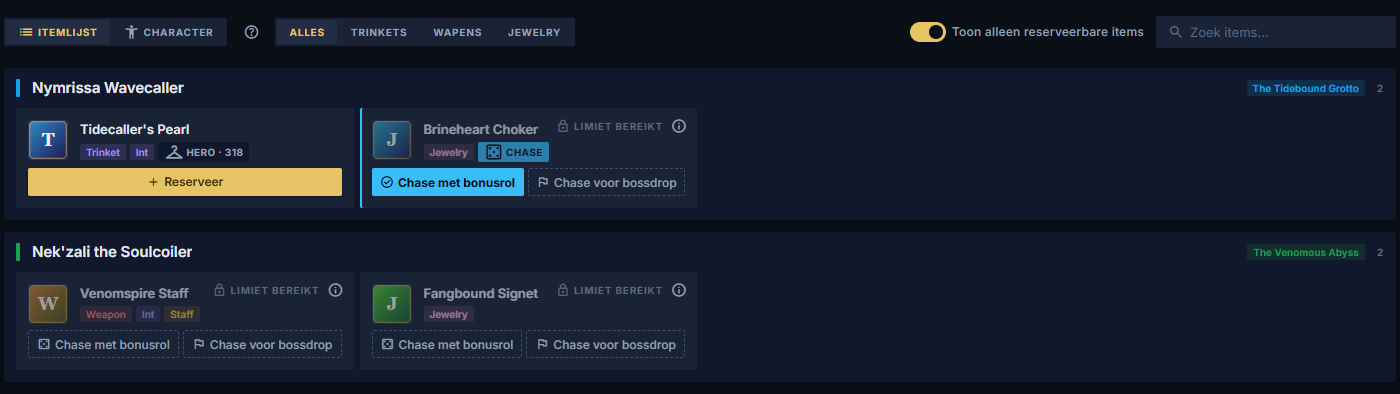 ITEMLIJST CHARACTER ? ALLES TRINKETS WAPENS JEWELRY Toon alleen reserveerbare items Zoek items...
Nymrissa Wavecaller The Tidebound Grotto 2
T Tidecaller's Pearl
Trinket Int HERO · 318
+ Reserveer
J Brineheart Choker LIMIET BEREIKT
Jewelry CHASE
Chase met bonusrol Chase voor bossdrop
Nek'zali the Soulcoiler The Venomous Abyss 2
W Venomspire Staff LIMIET BEREIKT
Weapon Int Staff
Chase met bonusrol Chase voor bossdrop
J Fangbound Signet LIMIET BEREIKT
Jewelry
Chase met bonusrol Chase voor bossdrop